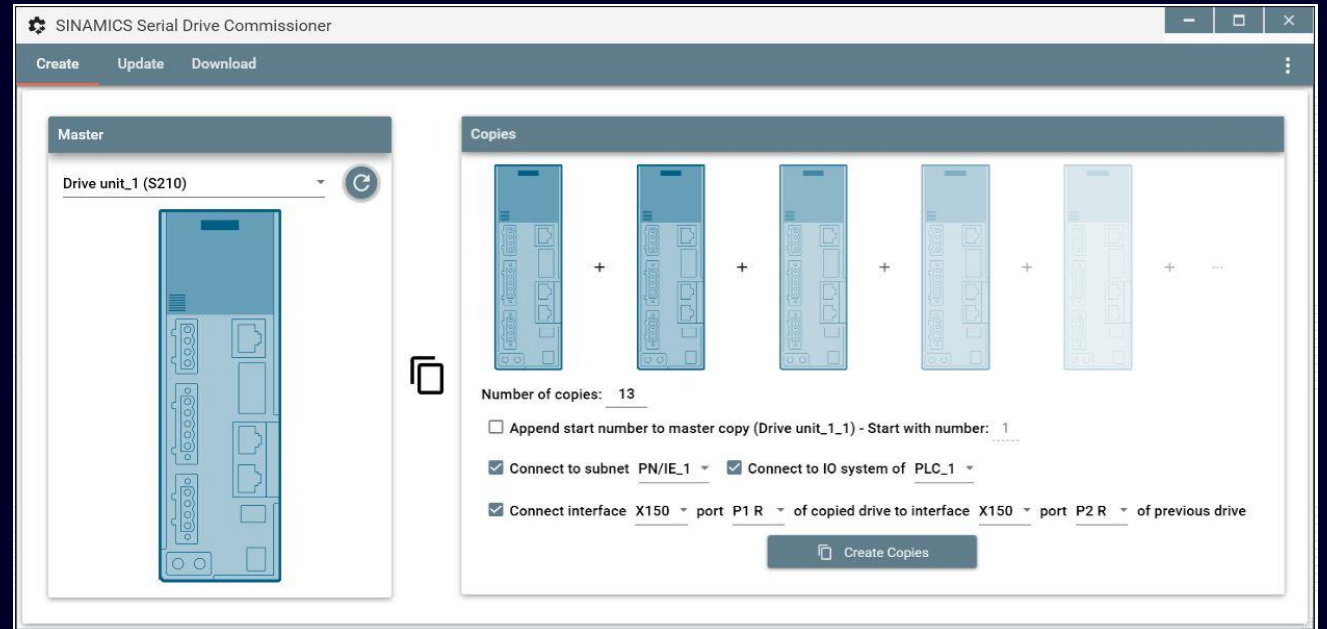 SINAMICS Serial Drive Commissioner
Create Update Download
Master
Drive unit_1 (S210)
Copies
+ + + + + ...
Number of copies: 13
Append start number to master copy (Drive unit_1_1) - Start with number: 1
Connect to subnet PN/IE_1 Connect to IO system of PLC_1
Connect interface X150 port P1 R of copied drive to interface X150 port P2 R of previous drive
Create Copies